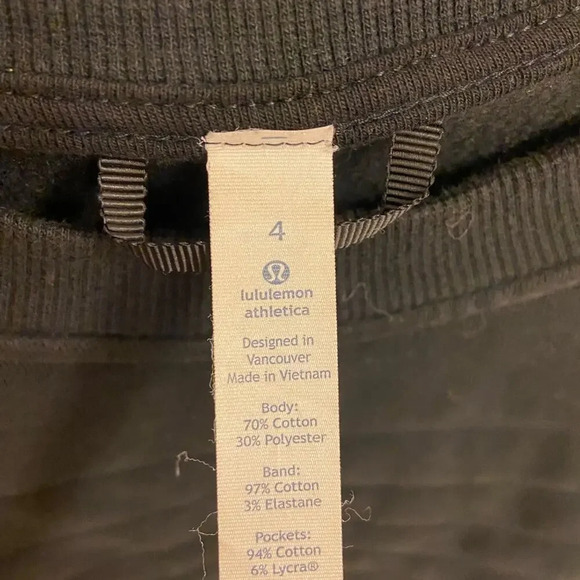 4
lululemon
athletica
Designed in
Vancouver
Made in Vietnam
Body:
70% Cotton
30% Polyester
Band:
97% Cotton
3% Elastane
Pockets:
94% Cotton
6% Lycra®